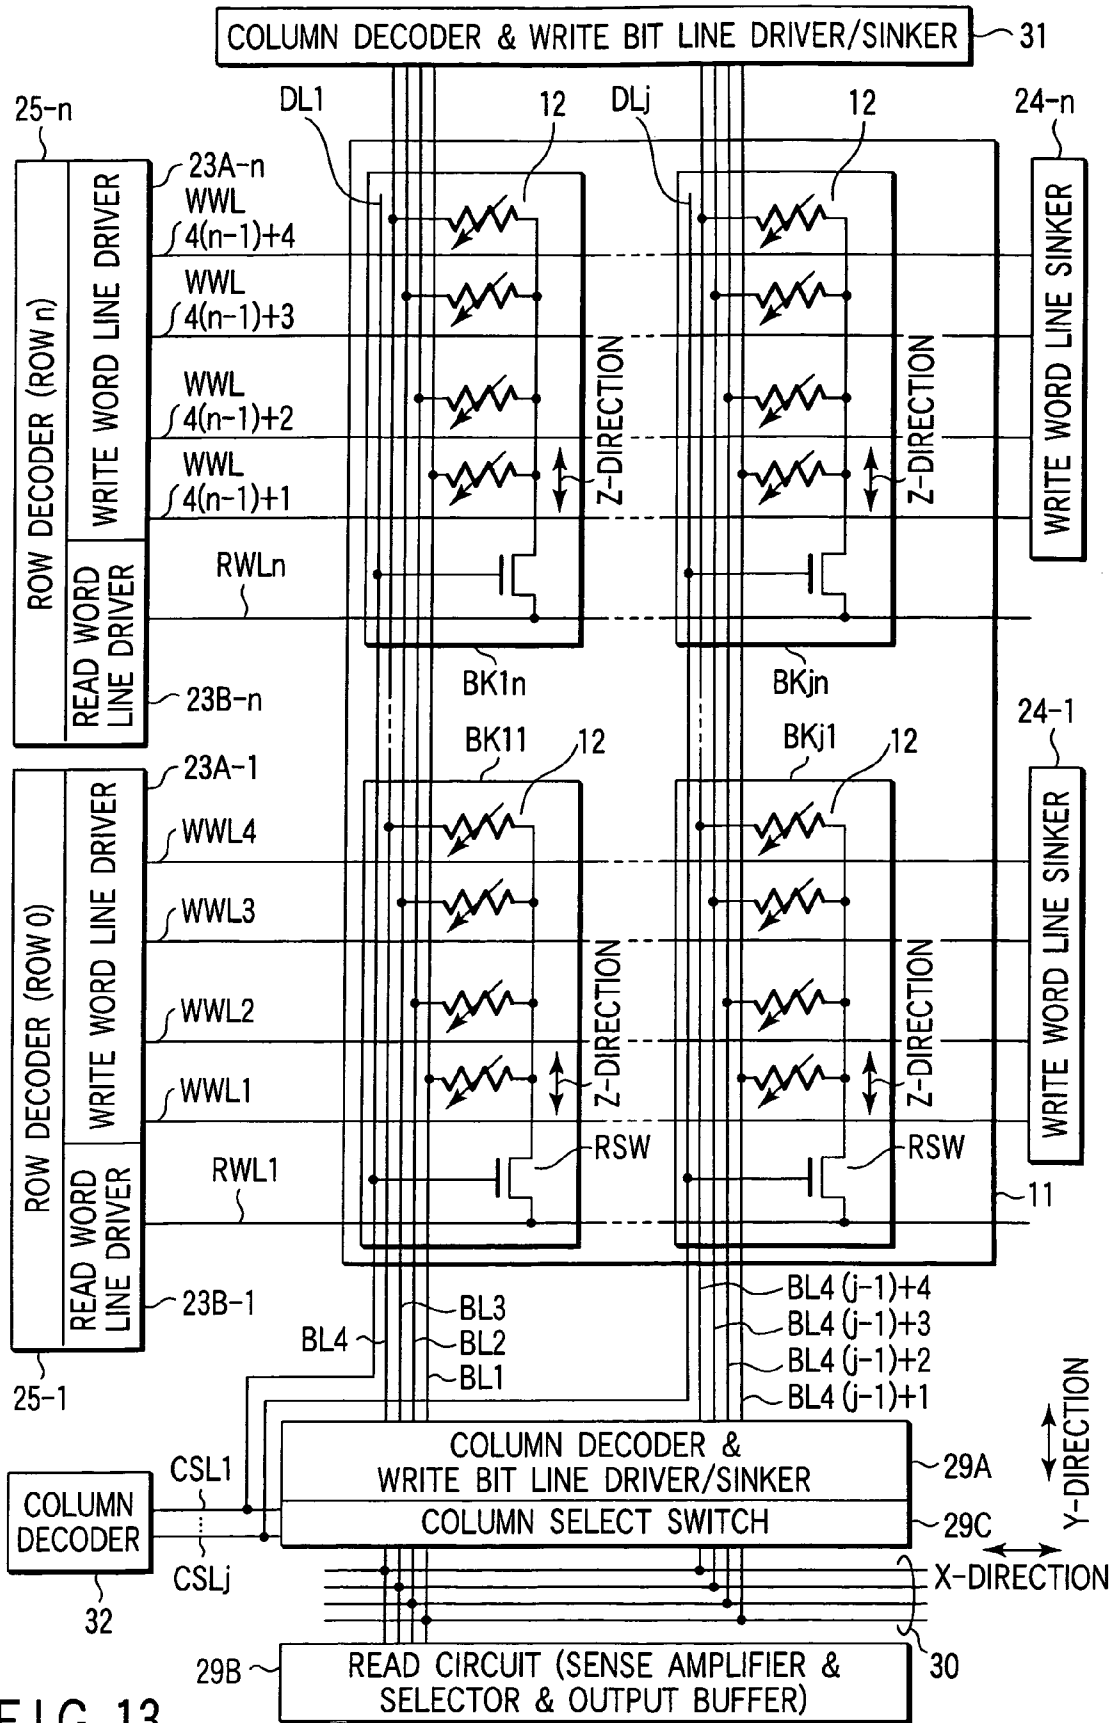 COLUMN DECODER & WRITE BIT LINE DRIVER/SINKER
31
25-n
DL1
12
DLj
12
24-n
23A-n
WWL
4(n-1)+4
WWL
4(n-1)+3
WWL
4(n-1)+2
WWL
4(n-1)+1
RWLn
ROW DECODER (ROW n)
WRITE WORD LINE DRIVER
READ WORD
LINE DRIVER
Z-DIRECTION
Z-DIRECTION
WRITE WORD LINE SINKER
23B-n
BK1n
BKjn
24-1
23A-1
BK11
12
BKj1
12
WWL4
WWL3
WWL2
WWL1
RWL1
ROW DECODER (ROW 0)
WRITE WORD LINE DRIVER
READ WORD
LINE DRIVER
Z-DIRECTION
Z-DIRECTION
WRITE WORD LINE SINKER
RSW
RSW
11
23B-1
25-1
BL4
BL3
BL2
BL1
BL4 (j-1)+4
BL4 (j-1)+3
BL4 (j-1)+2
BL4 (j-1)+1
COLUMN DECODER &
WRITE BIT LINE DRIVER/SINKER
29A
COLUMN SELECT SWITCH
29C
COLUMN
DECODER
32
CSL1
CSLj
Y-DIRECTION
X-DIRECTION
30
29B
READ CIRCUIT (SENSE AMPLIFIER &
SELECTOR & OUTPUT BUFFER)
FIG. 13